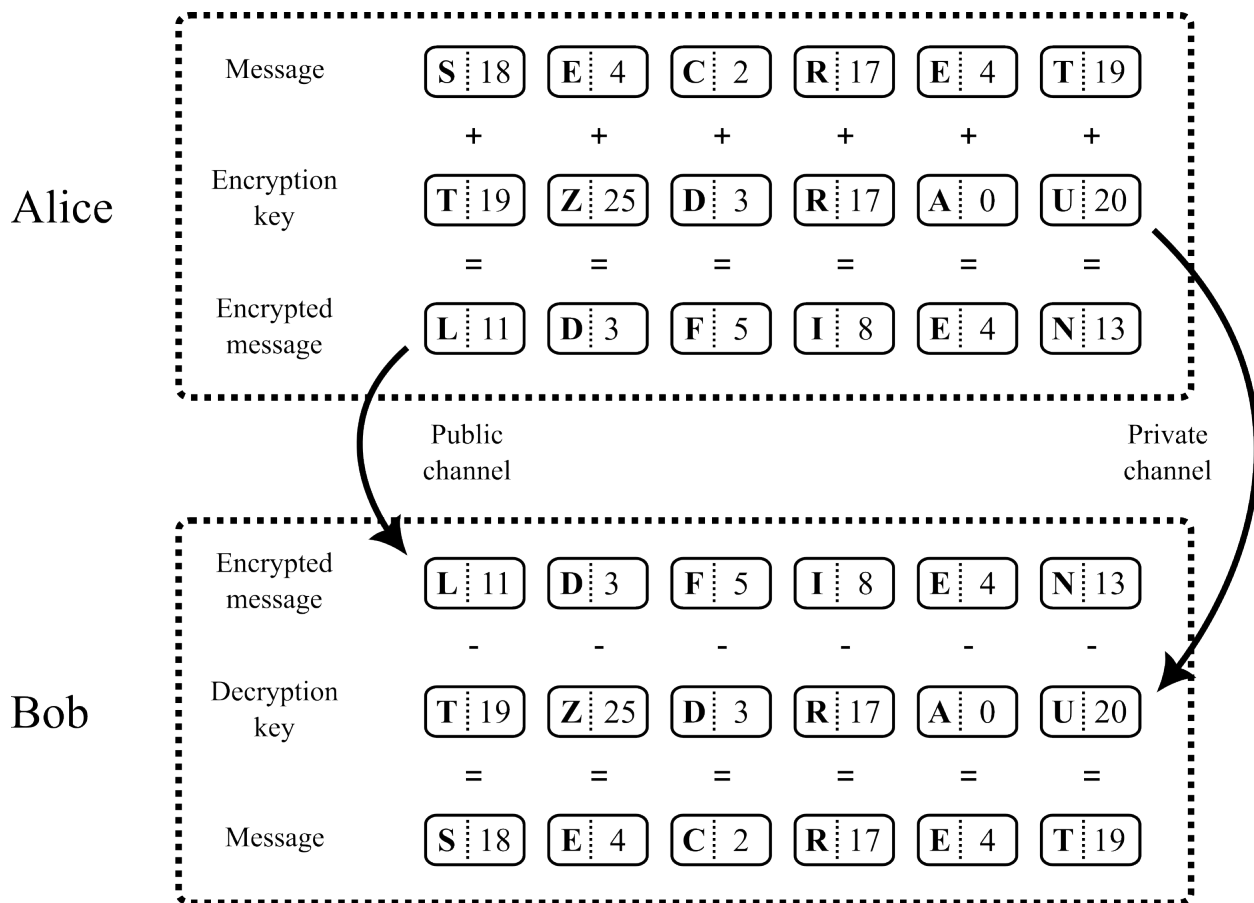 Message S 18 E 4 C 2 R 17 E 4 T 19
+ + + + + +
Alice
Encryption
key
T 19 Z 25 D 3 R 17 A 0 U 20
= = = = = =
Encrypted
message
L 11 D 3 F 5 I 8 E 4 N 13
Public
channel
Private
channel
Encrypted
message
L 11 D 3 F 5 I 8 E 4 N 13
- - - - - -
Bob
Decryption
key
T 19 Z 25 D 3 R 17 A 0 U 20
= = = = = =
Message S 18 E 4 C 2 R 17 E 4 T 19